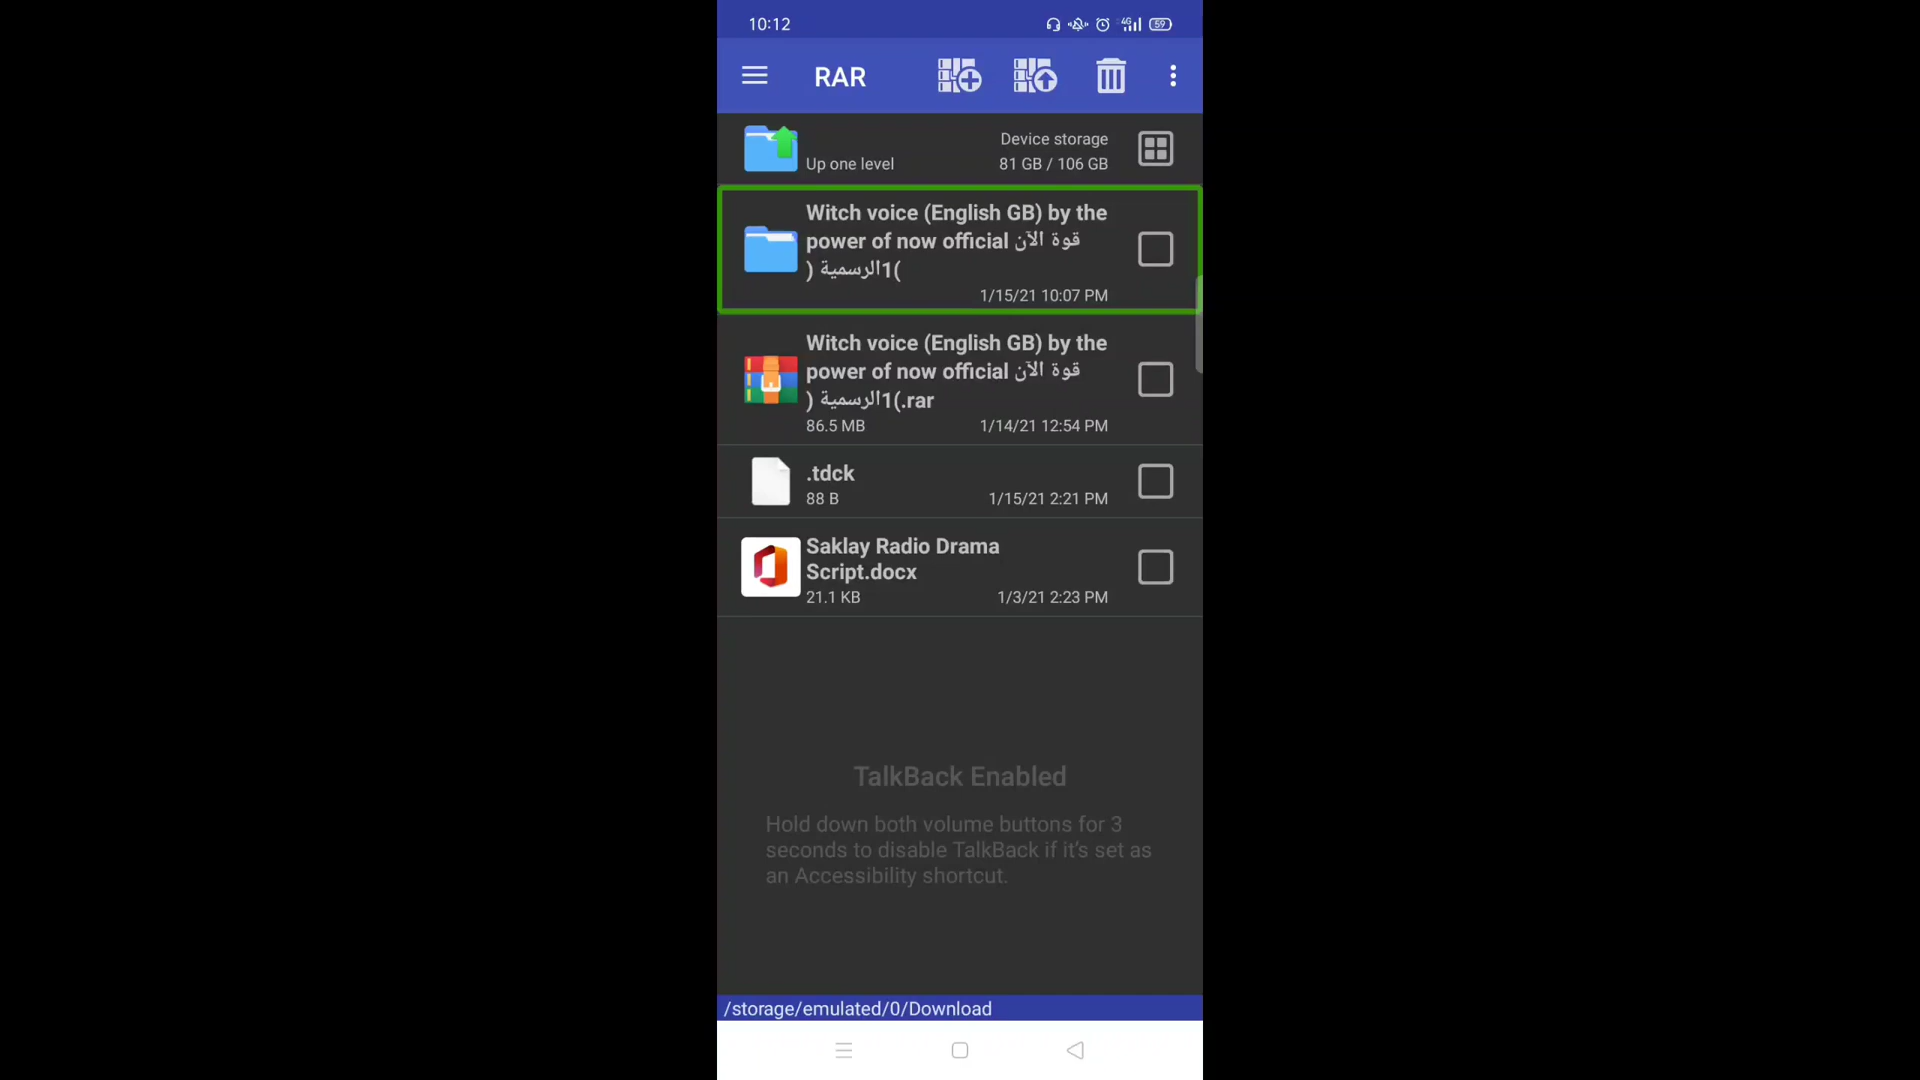 10:12
4G
59
RAR
Device storage
Up one level
81 GB / 106 GB
Witch voice (English GB) by the
power of now official قوة الآن
) الرسمية1(
1/15/21 10:07 PM
Witch voice (English GB) by the
power of now official قوة الآن
) الرسمية1(.rar
86.5 MB
1/14/21 12:54 PM
.tdck
88 B
1/15/21 2:21 PM
Saklay Radio Drama
Script.docx
21.1 KB
1/3/21 2:23 PM
TalkBack Enabled
Hold down both volume buttons for 3
seconds to disable TalkBack if it's set as
an Accessibility shortcut.
/storage/emulated/0/Download